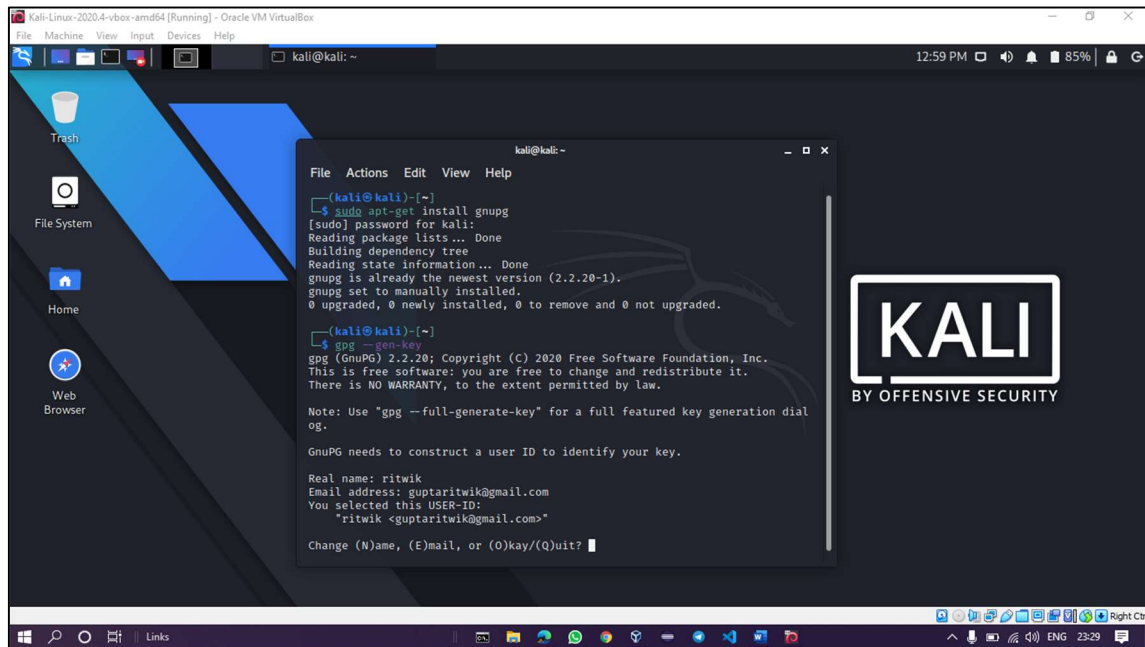 Kali-Linux-2020.4-vbox-amd64 [Running] - Oracle VM VirtualBox
File Machine View Input Devices Help
kali@kali: ~
12:59 PM
85%
Trash
File System
Home
Web
Browser
kali@kali: ~
File Actions Edit View Help
(kali㉿kali)-[~]
$ sudo apt-get install gnupg
[sudo] password for kali:
Reading package lists... Done
Building dependency tree
Reading state information... Done
gnupg is already the newest version (2.2.20-1).
gnupg set to manually installed.
0 upgraded, 0 newly installed, 0 to remove and 0 not upgraded.
(kali㉿kali)-[~]
$ gpg --gen-key
gpg (GnuPG) 2.2.20; Copyright (C) 2020 Free Software Foundation, Inc.
This is free software: you are free to change and redistribute it.
There is NO WARRANTY, to the extent permitted by law.
Note: Use "gpg --full-generate-key" for a full featured key generation dial
og.
GnuPG needs to construct a user ID to identify your key.
Real name: ritwik
Email address: guptaritwik@gmail.com
You selected this USER-ID:
"ritwik <guptaritwik@gmail.com>"
Change (N)ame, (E)mail, or (O)kay/(Q)uit?
KALI
BY OFFENSIVE SECURITY
Right Ctrl
Links
ENG 23:29